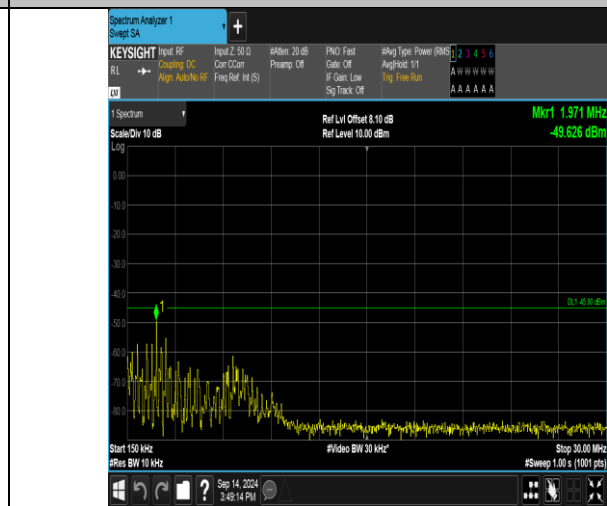 Spectrum Analyzer 1
Swept SA
+
KEYSIGHT
RL
LXI
Input: RF
Coupling: DC
Align: Auto/No RF
Input Z: 50 Ω
Corr CCorr
Freq Ref: Int (S)
#Atten: 20 dB
Preamp: Off
PNO: Fast
Gate: Off
IF Gain: Low
Sig Track: Off
#Avg Type: Power (RMS
Avg|Hold: 1/1
Trig: Free Run
1 2 3 4 5 6
A W W W W W
A A A A A A
1 Spectrum
Scale/Div 10 dB
Ref Lvl Offset 8.10 dB
Ref Level 10.00 dBm
Mkr1 1.971 MHz
-49.626 dBm
Log
0.00
-10.0
-20.0
-30.0
-40.0
DL1 -45.00 dBm
1
-50.0
-60.0
-70.0
-80.0
Start 150 kHz
#Res BW 10 kHz
#Video BW 30 kHz*
Stop 30.00 MHz
#Sweep 1.00 s (1001 pts)
?
Sep 14, 2024
3:49:14 PM